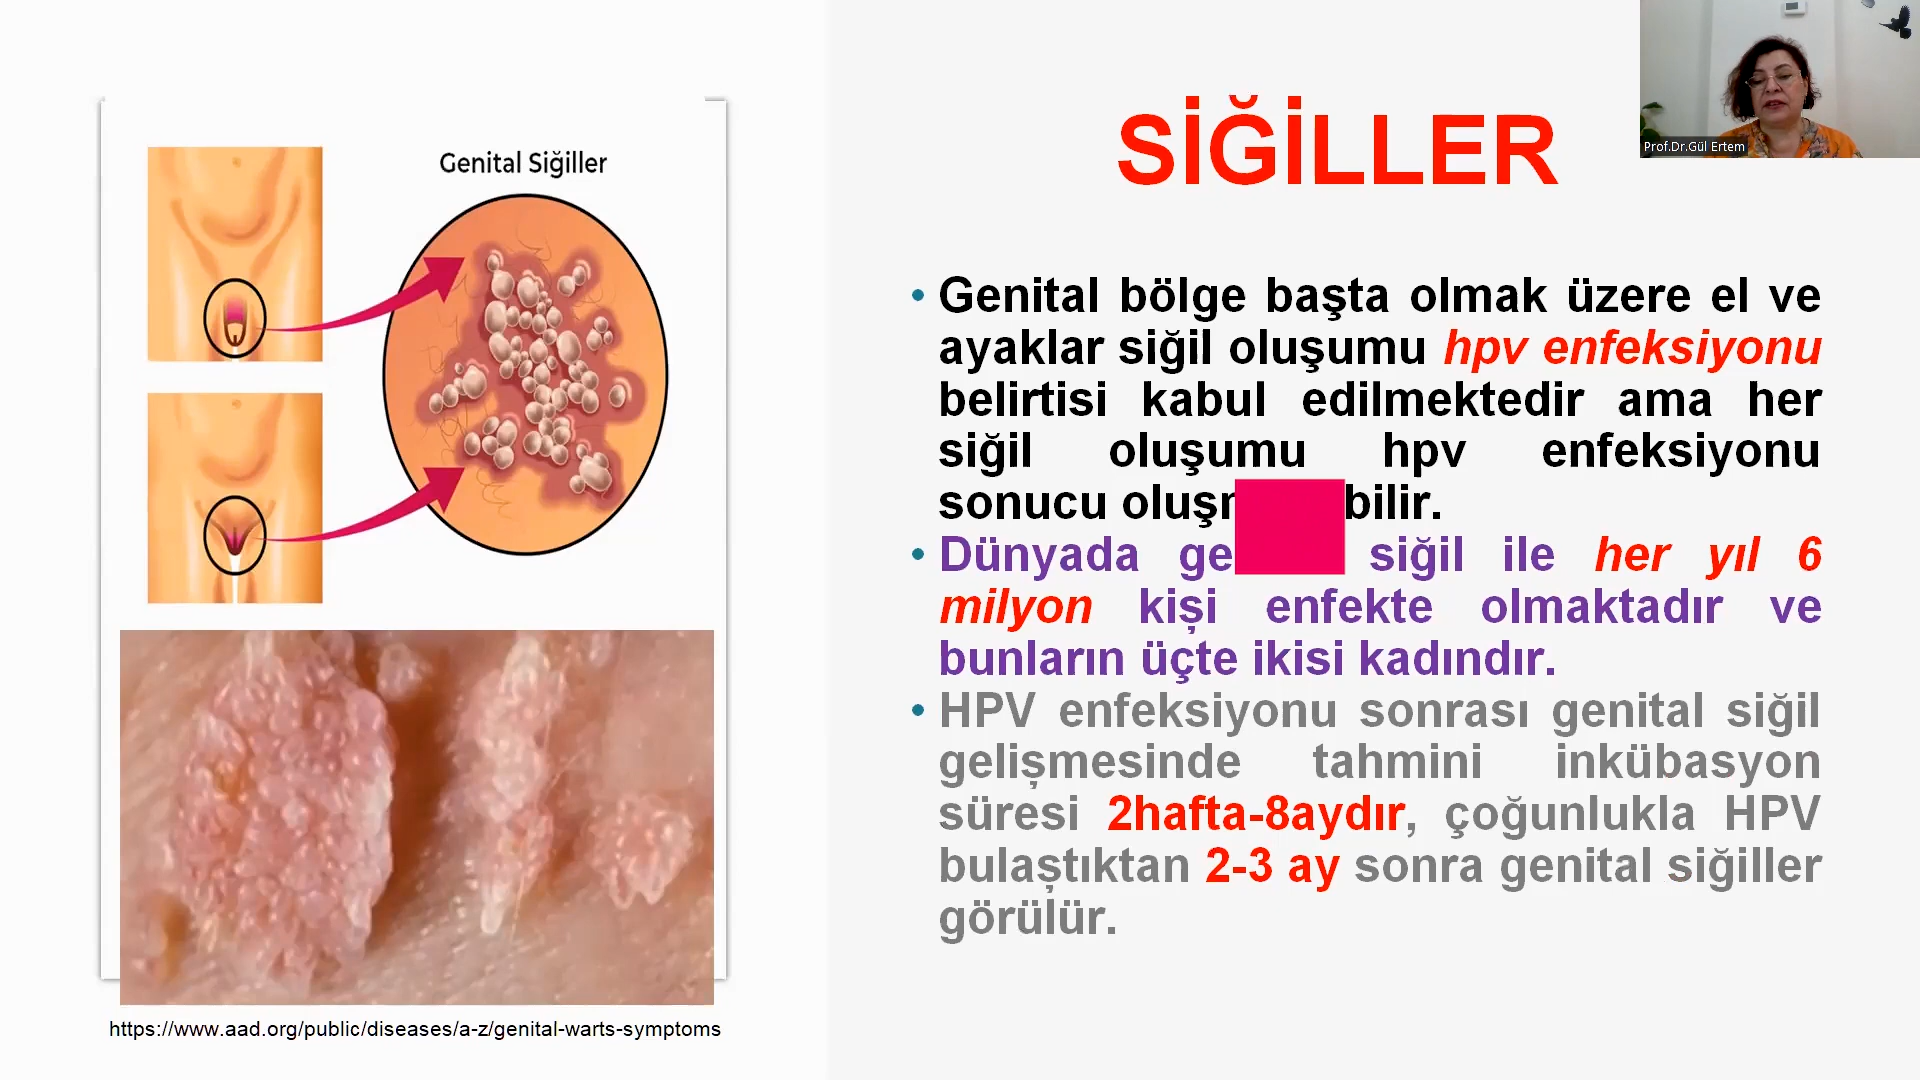 Genital Siğiller
https://www.aad.org/public/diseases/a-z/genital-warts-symptoms
SİĞİLLER
Prof.Dr.Gül Ertem
• Genital bölge başta olmak üzere el ve
ayaklar siğil oluşumu hpv enfeksiyonu
belirtisi kabul edilmektedir ama her
siğil oluşumu hpv enfeksiyonu
sonucu
• Dünyada siğil ile her yıl 6
milyon kişi enfekte olmaktadır ve
bunların üçte ikisi kadındır.
• HPV enfeksiyonu sonrası genital siğil
gelişmesinde tahmini inkübasyon
süresi 2hafta-8aydır, çoğunlukla HPV
bulaştıktan 2-3 ay sonra genital siğiller
görülür.